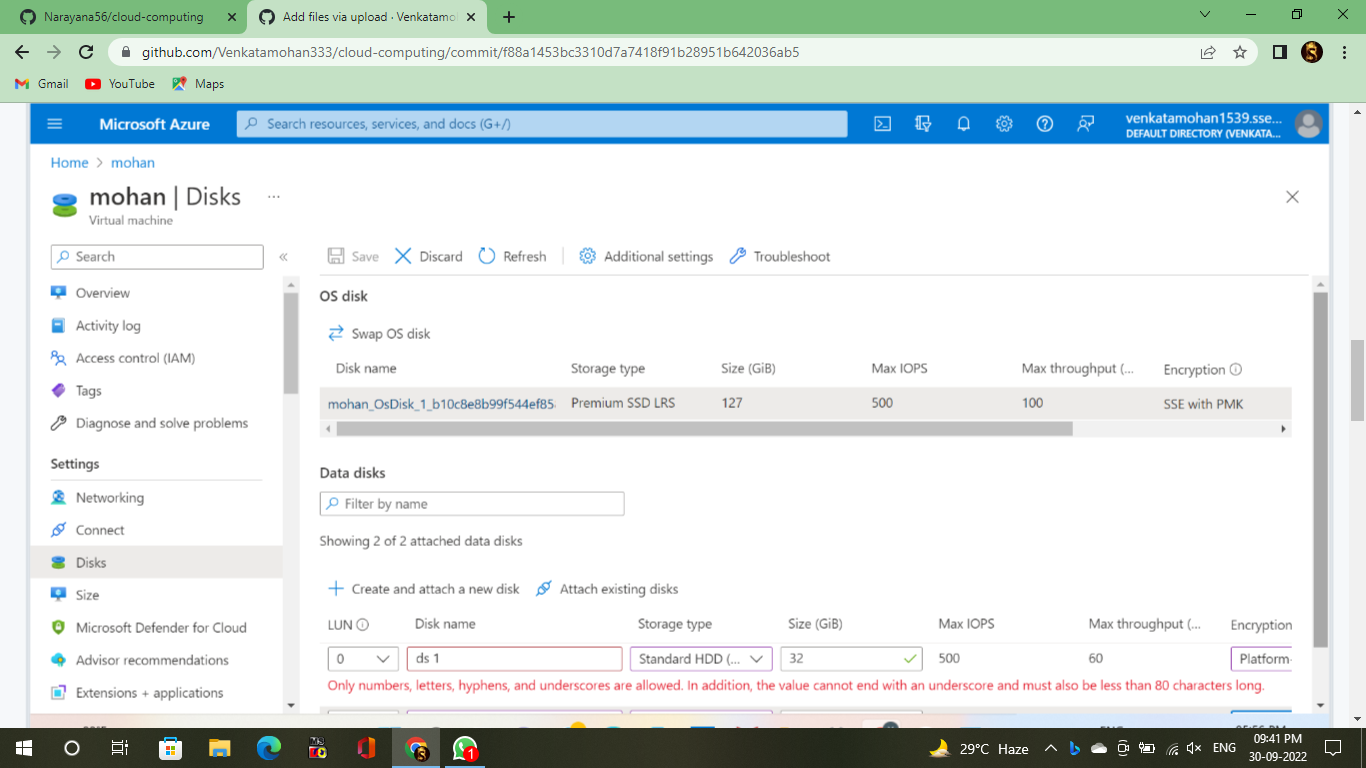 Narayana56/cloud-computing
Add files via upload · Venkatamo
github.com/Venkatamohan333/cloud-computing/commit/f88a1453bc3310d7a7418f91b28951b642036ab5
Gmail YouTube Maps
Microsoft Azure
Search resources, services, and docs (G+/)
venkatamohan1539.sse...
DEFAULT DIRECTORY (VENKATA...
Home > mohan
mohan | Disks ...
Virtual machine
Search «
Save Discard Refresh Additional settings Troubleshoot
Overview
Activity log
Access control (IAM)
Tags
Diagnose and solve problems
Settings
Networking
Connect
Disks
Size
Microsoft Defender for Cloud
Advisor recommendations
Extensions + applications
OS disk
Swap OS disk
Disk name Storage type Size (GiB) Max IOPS Max throughput (... Encryption
mohan_OsDisk_1_b10c8e8b99f544ef85 Premium SSD LRS 127 500 100 SSE with PMK
Data disks
Filter by name
Showing 2 of 2 attached data disks
Create and attach a new disk Attach existing disks
LUN Disk name Storage type Size (GiB) Max IOPS Max throughput (... Encryption
0 ds 1 Standard HDD (... 32 500 60 Platform-
Only numbers, letters, hyphens, and underscores are allowed. In addition, the value cannot end with an underscore and must also be less than 80 characters long.
29°C Haze ENG 09:41 PM
30-09-2022
1